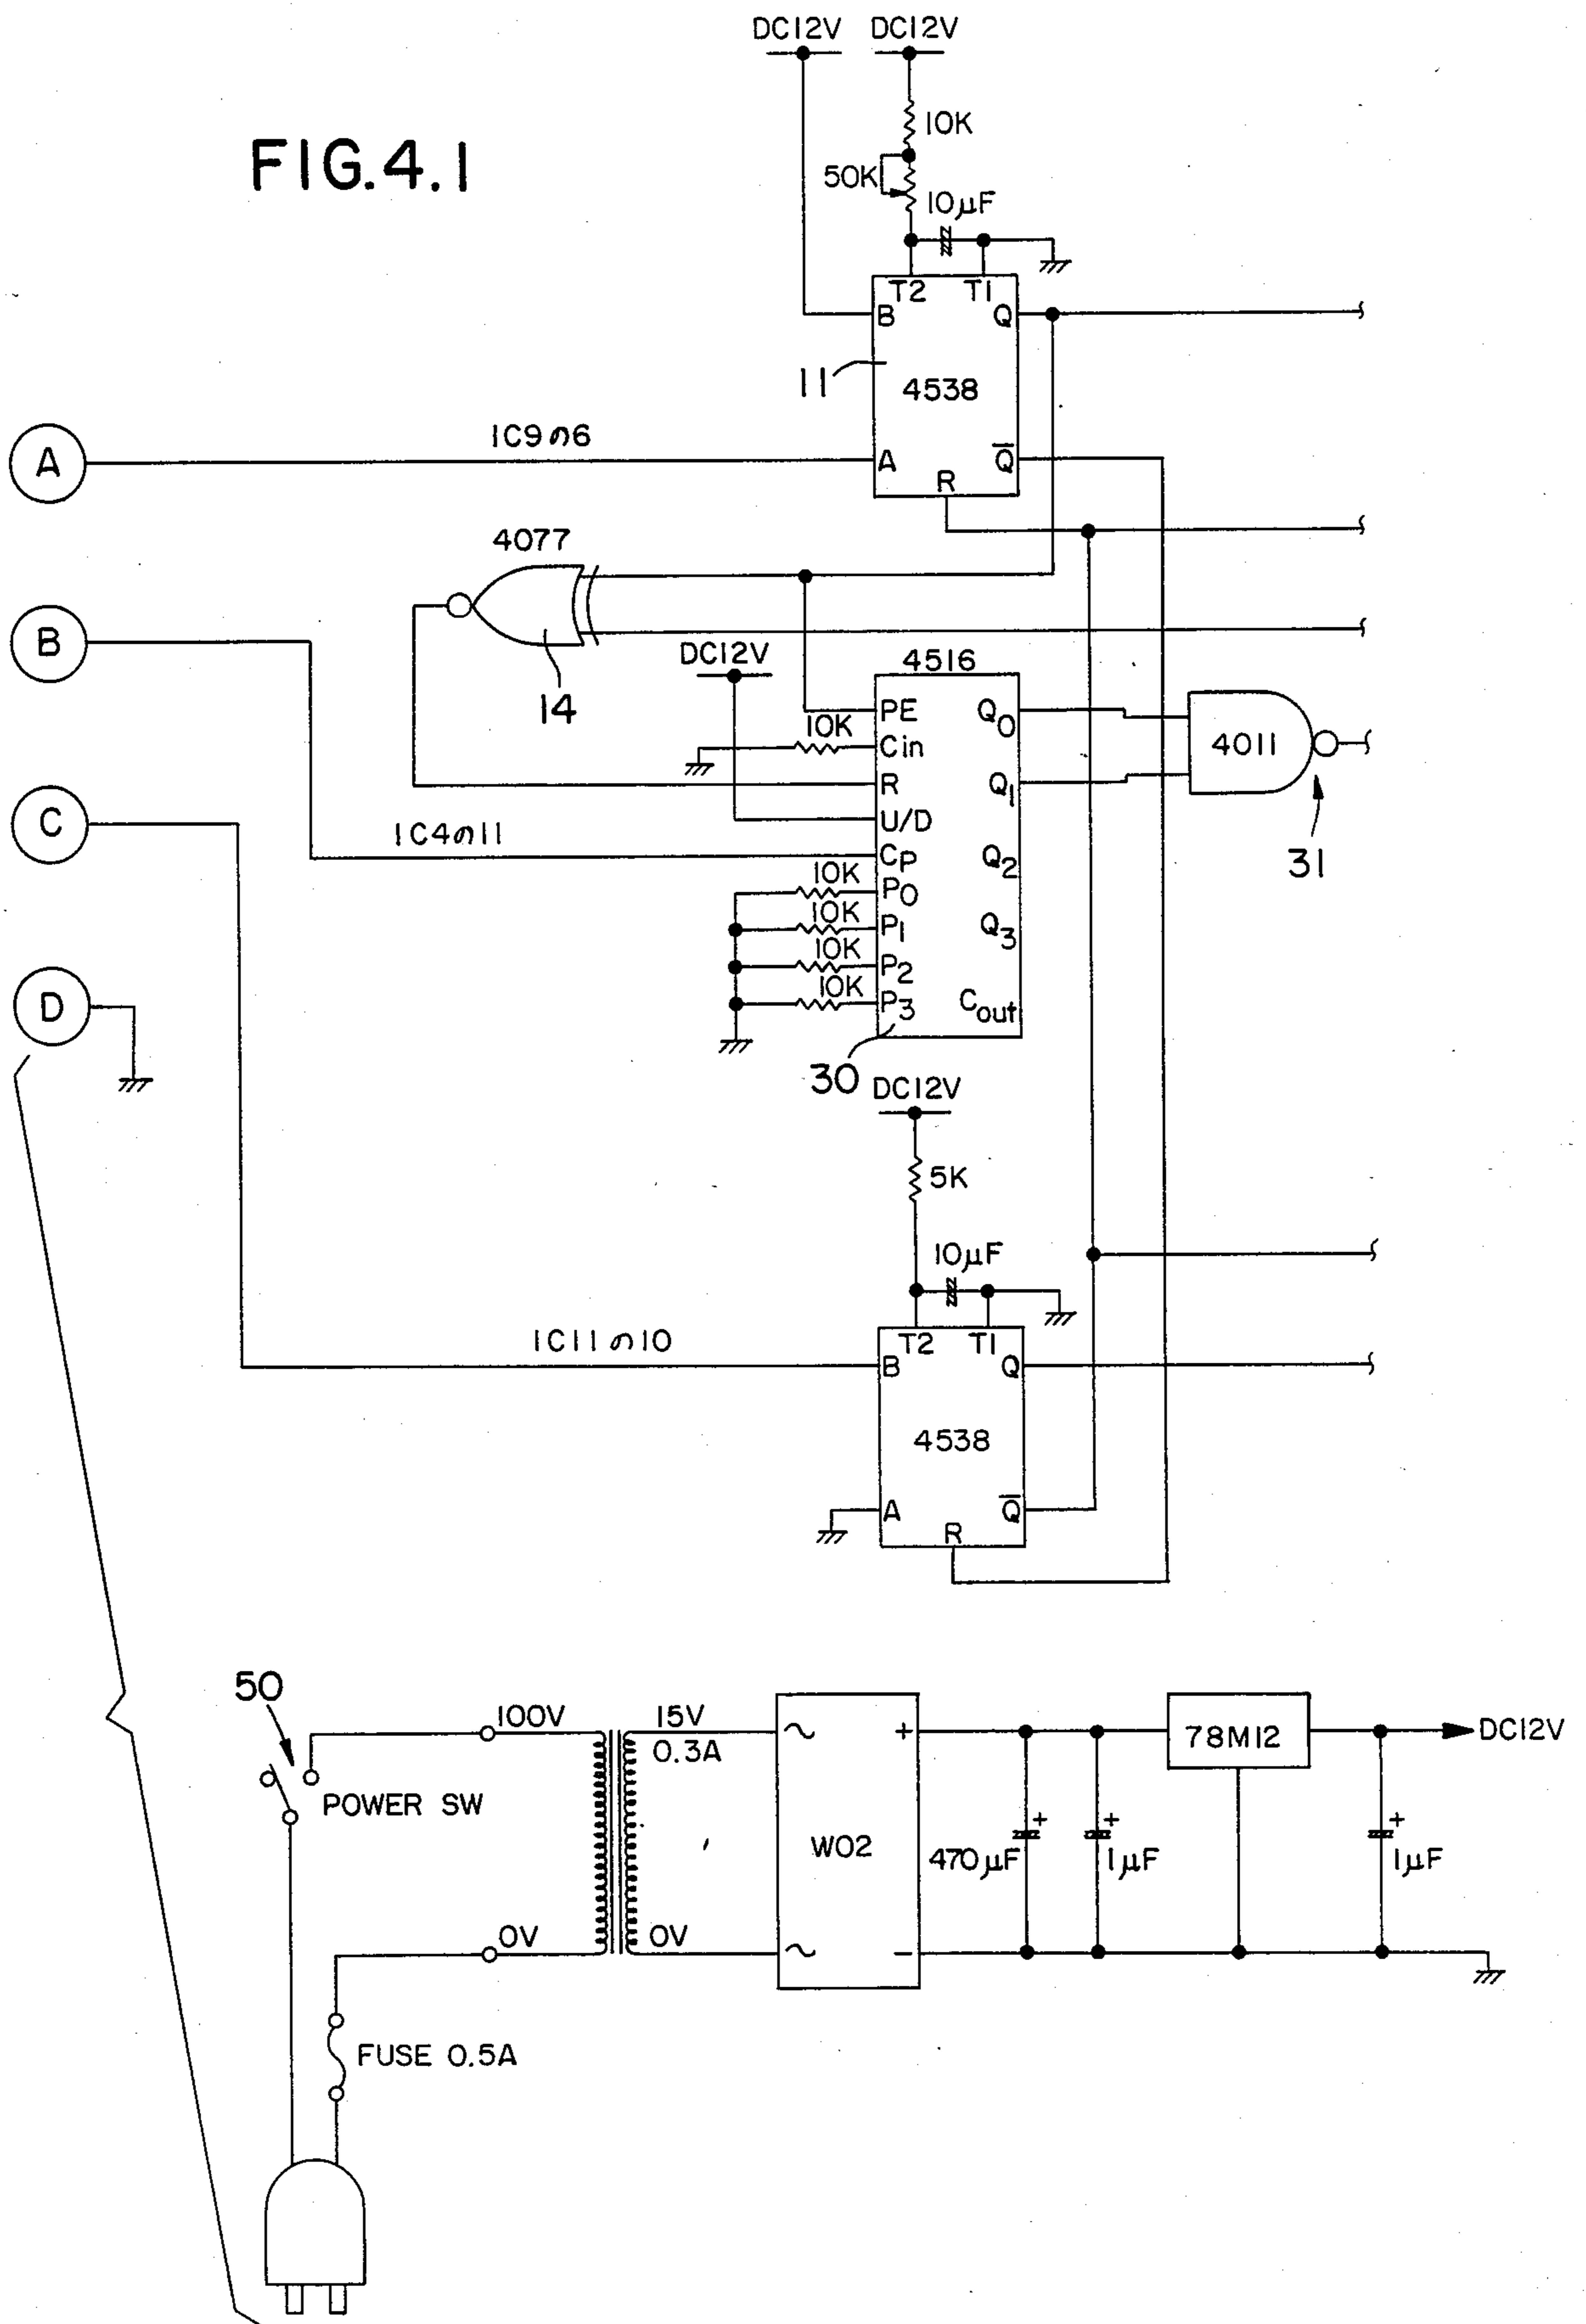 DC12V DC12V
FIG.4.1
10K
50K
10μF
T2 T1
B Q
11
4538
A
IC9の6
A Q̅
R
4077
B
14
DC12V
4516
PE Q0
10K
Cin
4011
R Q1
C
U/D
IC4の11
CP Q2
31
10K
P0
10K
P1 Q3
10K
P2
10K
P3 Cout
D
30
DC12V
5K
10μF
T2 T1
IC11の10
B Q
4538
A Q̅
R
50
100V 15V
0.3A
~ +
78M12
DC12V
POWER SW
W02
470μF
+
1μF
+
1μF
+
0V 0V
~ −
FUSE 0.5A